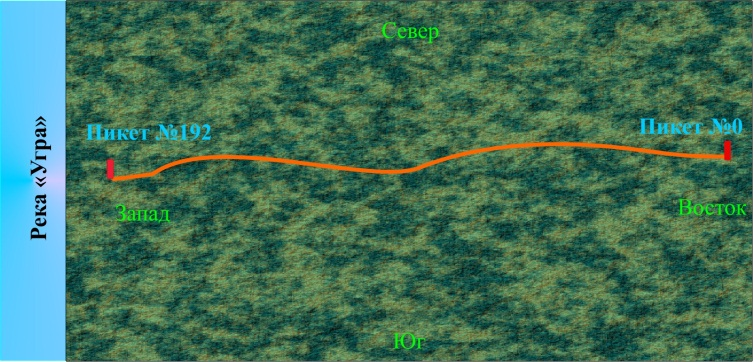 Север
Пикет №192
Пикет №0
Река «Угра»
Запад
Восток
Юг